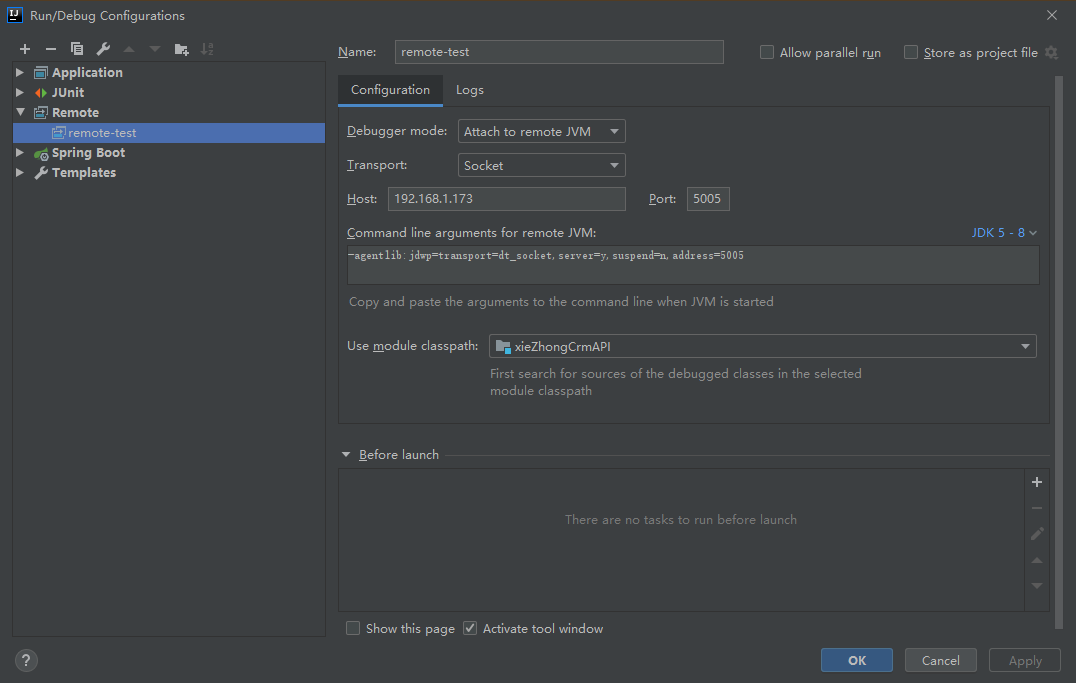 Run/Debug Configurations
Name: remote-test Allow parallel run Store as project file
Application
JUnit
Remote
remote-test
Spring Boot
Templates
Configuration Logs
Debugger mode: Attach to remote JVM
Transport: Socket
Host: 192.168.1.173 Port: 5005
Command line arguments for remote JVM: JDK 5 - 8
-agentlib:jdwp=transport=dt_socket,server=y,suspend=n,address=5005
Copy and paste the arguments to the command line when JVM is started
Use module classpath: xieZhongCrmAPI
First search for sources of the debugged classes in the selected
module classpath
Before launch
There are no tasks to run before launch
Show this page Activate tool window
? OK Cancel Apply